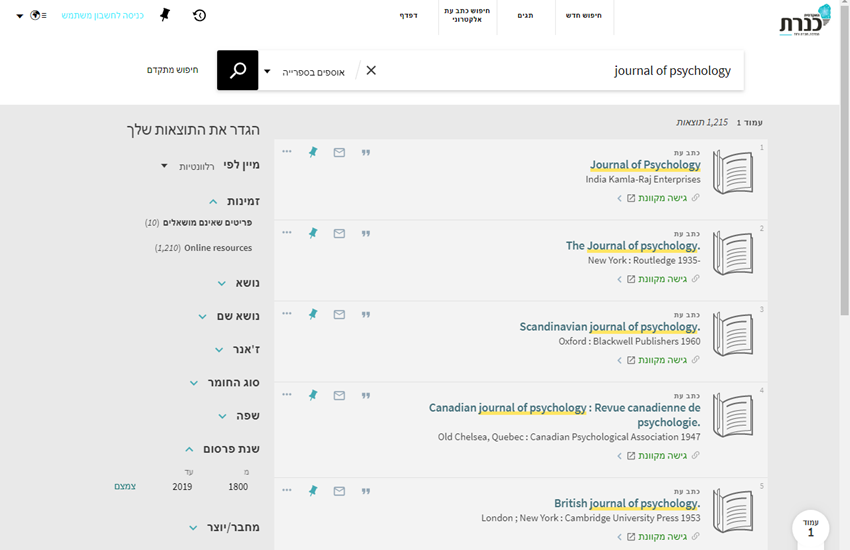 כנרת
חיפוש חדש
תגים
חיפוש כתב עת
אלקטרוני
דפדף
כניסה לחשבון משתמש
journal of psychology
אוספים בספרייה
חיפוש מתקדם
עמוד 1 1,215 תוצאות
1
כתב עת
Journal of Psychology
India Kamla-Raj Enterprises
גישה מקוונת
2
כתב עת
The Journal of psychology.
New York : Routledge 1935-
גישה מקוונת
3
כתב עת
Scandinavian journal of psychology.
Oxford : Blackwell Publishers 1960
גישה מקוונת
4
כתב עת
Canadian journal of psychology : Revue canadienne de
psychologie.
Old Chelsea, Quebec : Canadian Psychological Association 1947
גישה מקוונת
5
כתב עת
British journal of psychology.
London ; New York : Cambridge University Press 1953
גישה מקוונת
הגדר את התוצאות שלך
מיין לפי רלוונטיות
זמינות
פריטים שאינם מושאלים (10)
Online resources (1,210)
נושא
נושא שם
ז'אנר
סוג החומר
שפה
שנת פרסום
מ
עד
1800
2019
צמצם
מחבר/יוצר
עמוד
1